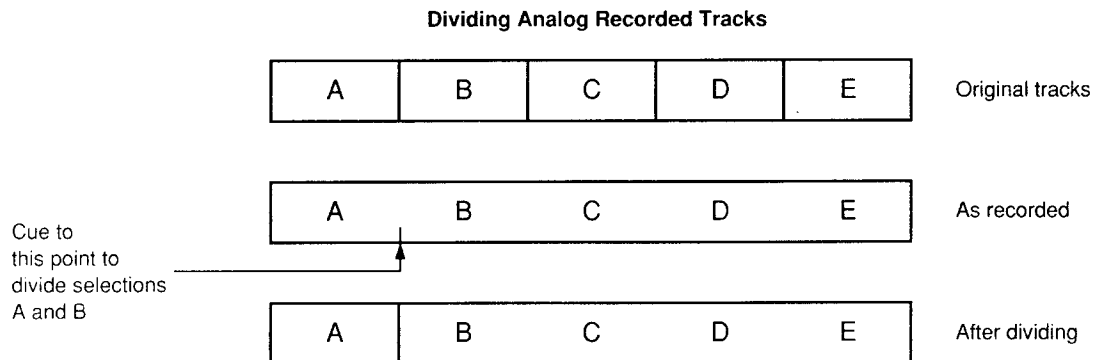 Dividing Analog Recorded Tracks
A B C D E Original tracks
A B C D E As recorded
Cue to
this point to
divide selections
A and B
A B C D E After dividing